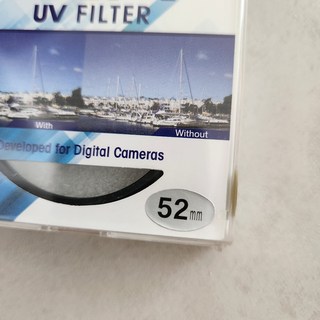 UV FILTER
With
Without
Developed for Digital Cameras
52mm